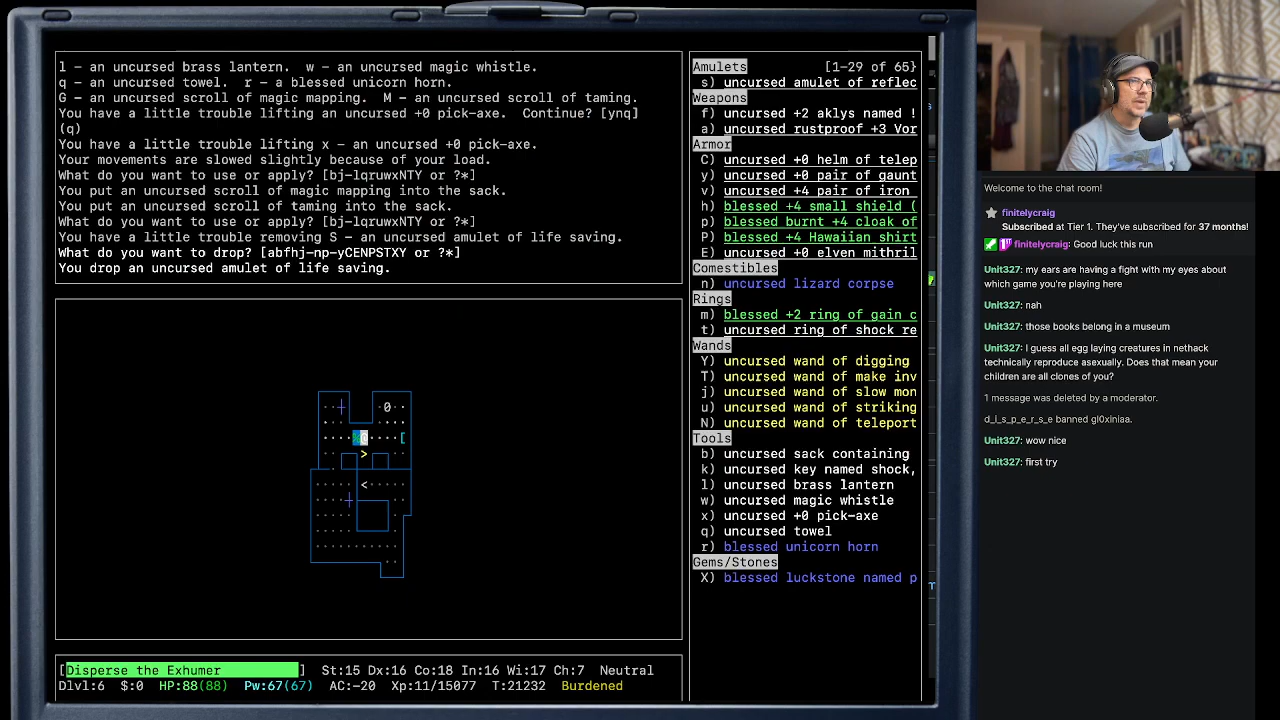 l - an uncursed brass lantern.  w - an uncursed magic whistle.
q - an uncursed towel.  r - a blessed unicorn horn.
G - an uncursed scroll of magic mapping.  M - an uncursed scroll of taming.
You have a little trouble lifting an uncursed +0 pick-axe.  Continue? [ynq]
(q)
You have a little trouble lifting x - an uncursed +0 pick-axe.
Your movements are slowed slightly because of your load.
What do you want to use or apply? [bj-lqruwxNTY or ?*]
You put an uncursed scroll of magic mapping into the sack.
You put an uncursed scroll of taming into the sack.
What do you want to use or apply? [bj-lqruwxNTY or ?*]
You have a little trouble removing S - an uncursed amulet of life saving.
What do you want to drop? [abfhj-np-yCENPSTXY or ?*]
You drop an uncursed amulet of life saving.
[Disperse the Exhumer ] St:15 Dx:16 Co:18 In:16 Wi:17 Ch:7 Neutral
Dlvl:6 $:0 HP:88(88) Pw:67(67) AC:-20 Xp:11/15077 T:21232 Burdened
Amulets [1-29 of 65}
s) uncursed amulet of reflec
Weapons
f) uncursed +2 aklys named !
a) uncursed rustproof +3 Vor
Armor
C) uncursed +0 helm of telep
y) uncursed +0 pair of gaunt
v) uncursed +4 pair of iron
h) blessed +4 small shield (
p) blessed burnt +4 cloak of
P) blessed +4 Hawaiian shirt
E) uncursed +0 elven mithril
Comestibles
n) uncursed lizard corpse
Rings
m) blessed +2 ring of gain c
t) uncursed ring of shock re
Wands
Y) uncursed wand of digging
T) uncursed wand of make inv
j) uncursed wand of slow mon
u) uncursed wand of striking
N) uncursed wand of teleport
Tools
b) uncursed sack containing
k) uncursed key named shock,
l) uncursed brass lantern
w) uncursed magic whistle
x) uncursed +0 pick-axe
q) uncursed towel
r) blessed unicorn horn
Gems/Stones
X) blessed luckstone named p
Welcome to the chat room!
finitelycraig
Subscribed at Tier 1. They've subscribed for 37 months!
finitelycraig: Good luck this run
Unit327: my ears are having a fight with my eyes about
which game you're playing here
Unit327: nah
Unit327: those books belong in a museum
Unit327: I guess all egg laying creatures in nethack
technically reproduce asexually. Does that mean your
children are all clones of you?
1 message was deleted by a moderator.
d_i_s_p_e_r_s_e banned gl0xiniaa.
Unit327: wow nice
Unit327: first try